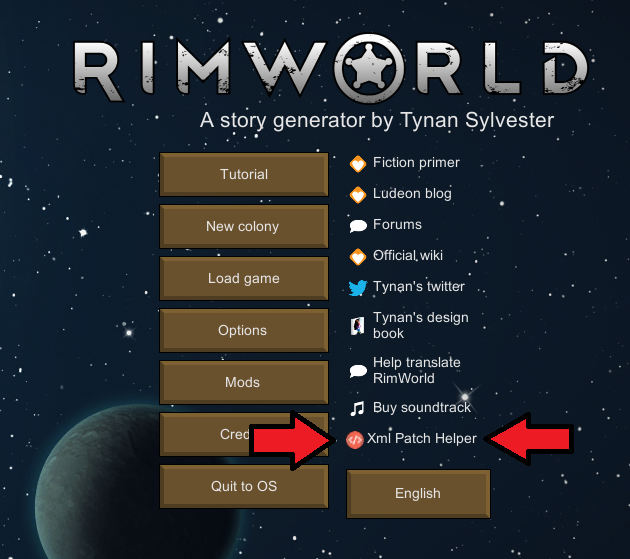 RIMWORLD
A story generator by Tynan Sylvester
Tutorial
New colony
Load game
Options
Mods
Cred
Quit to OS
Fiction primer
Ludeon blog
Forums
Official wiki
Tynan's twitter
Tynan's design
book
Help translate
RimWorld
Buy soundtrack
Xml Patch Helper
English